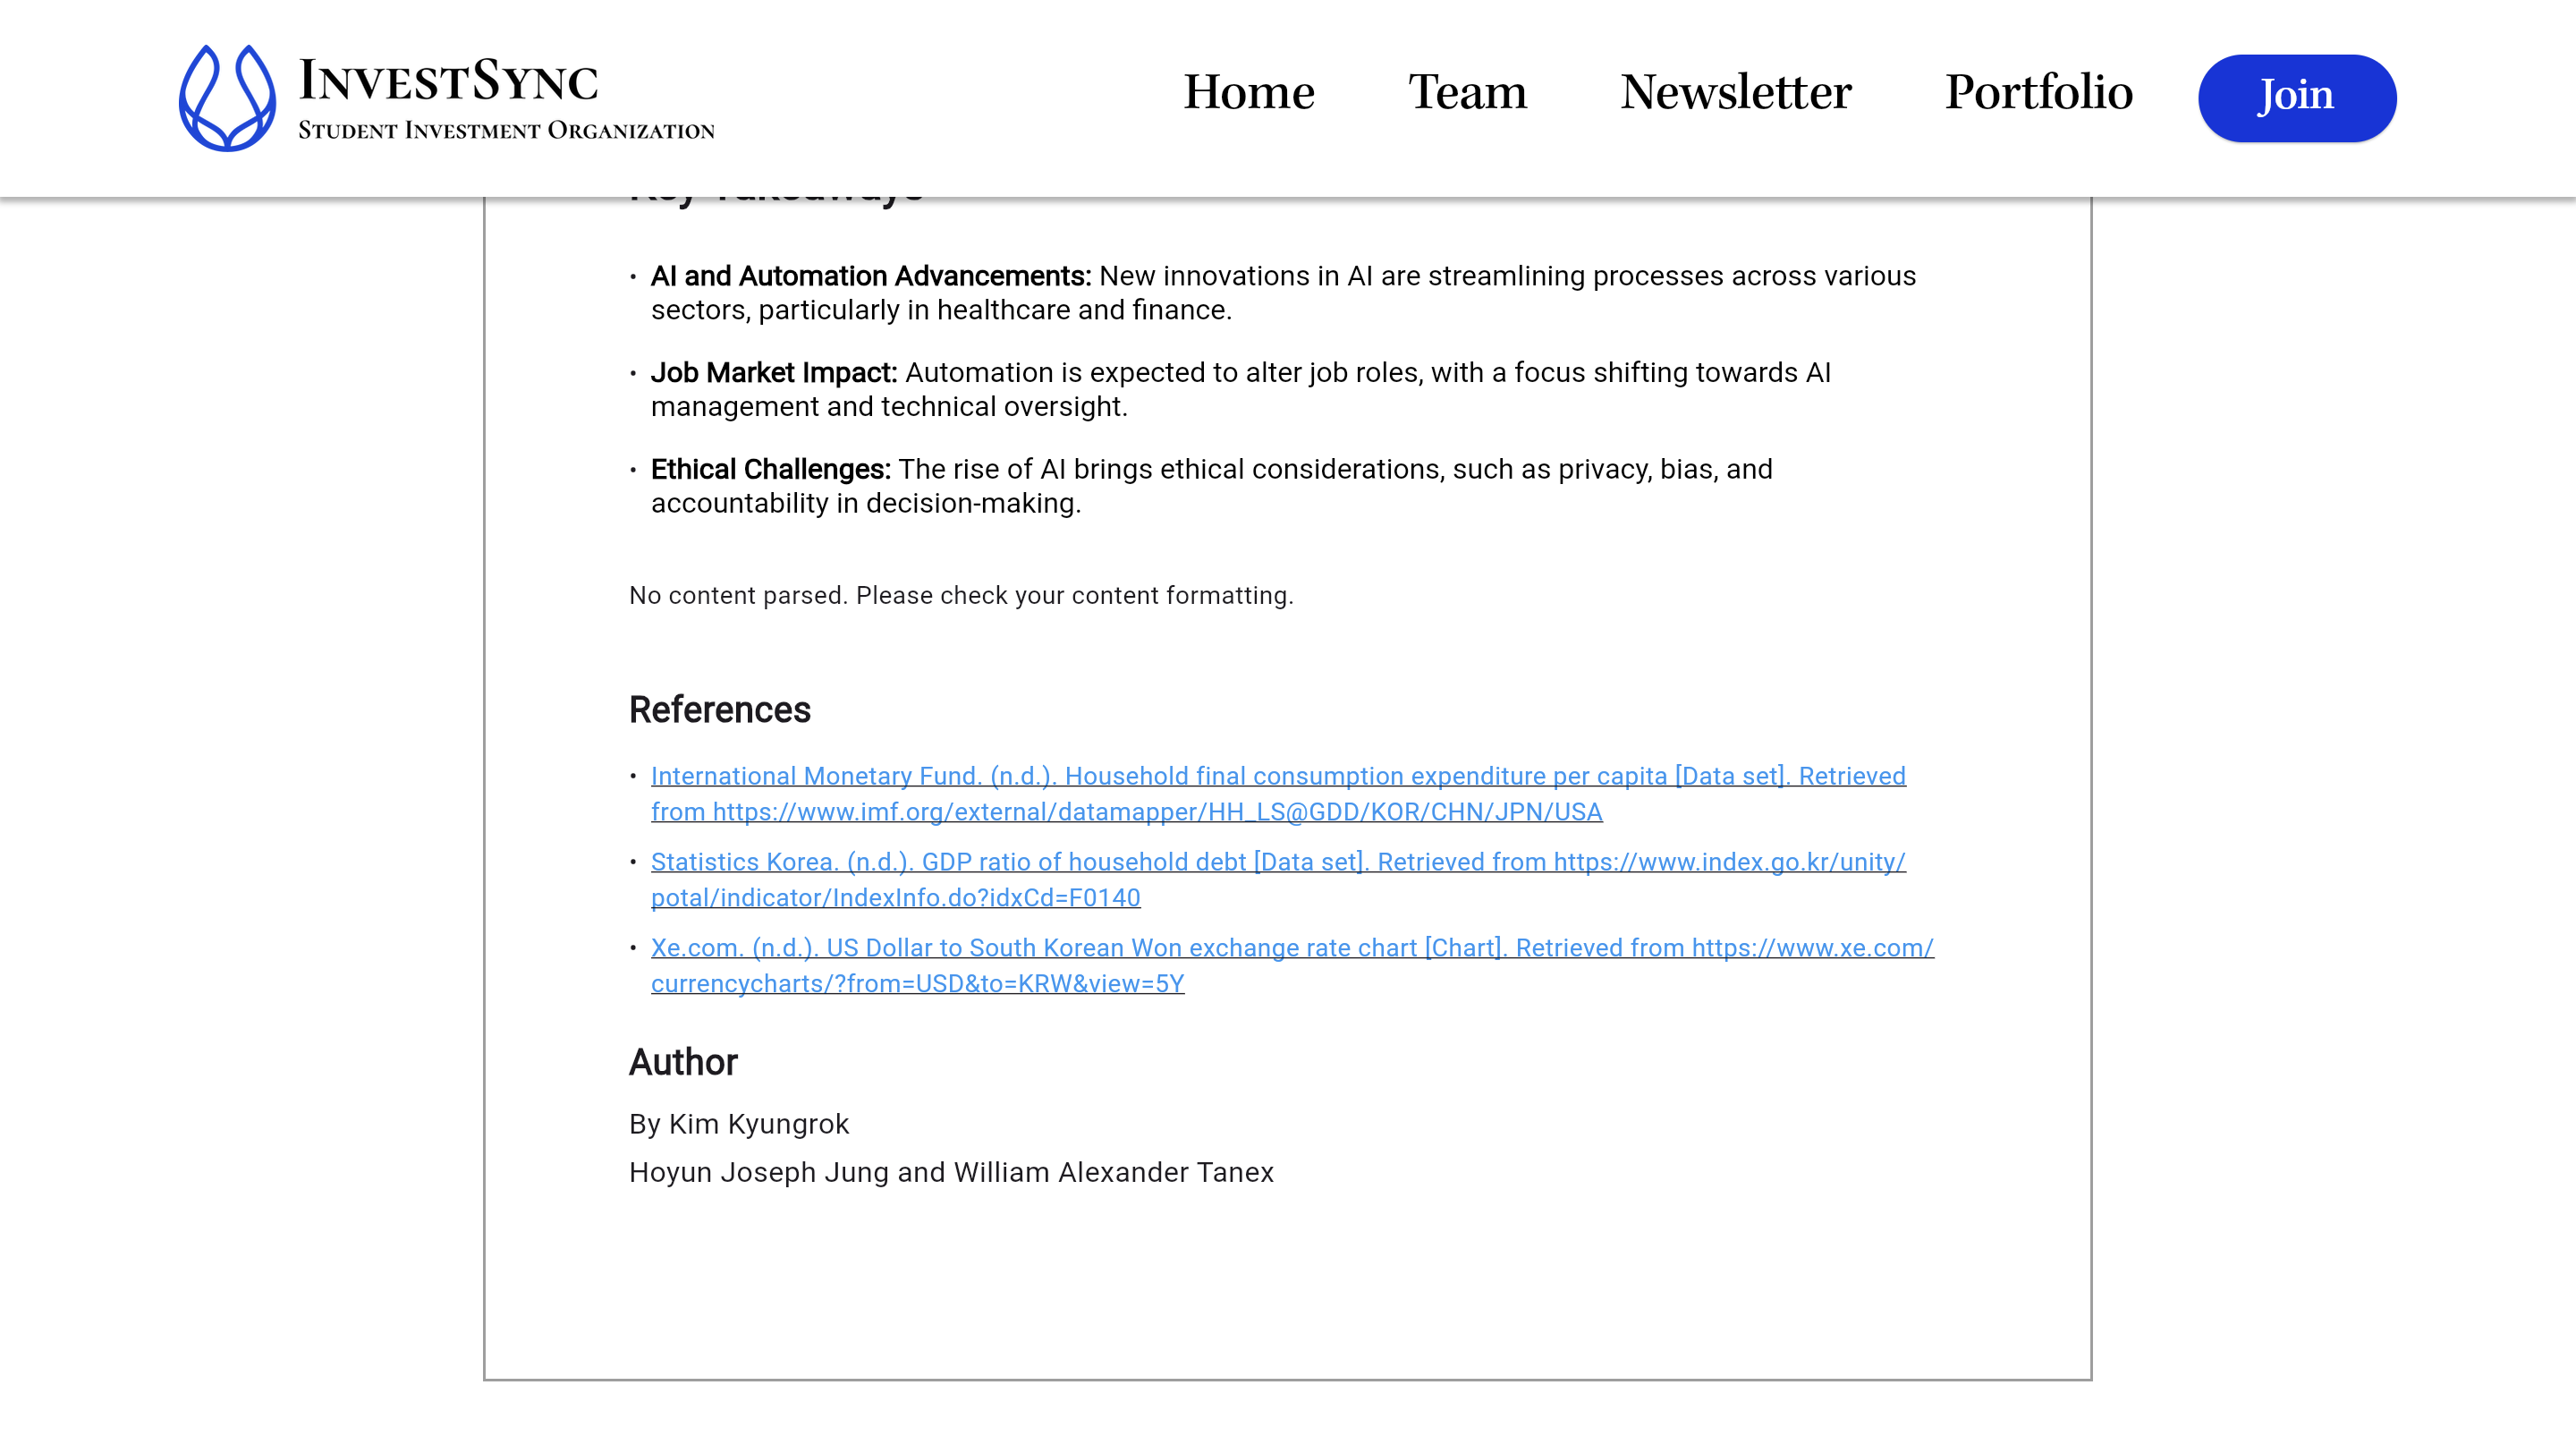 InvestSync
Student Investment Organization
Home
Team
Newsletter
Portfolio
Join
Key Takeaways
• AI and Automation Advancements: New innovations in AI are streamlining processes across various
sectors, particularly in healthcare and finance.
• Job Market Impact: Automation is expected to alter job roles, with a focus shifting towards AI
management and technical oversight.
• Ethical Challenges: The rise of AI brings ethical considerations, such as privacy, bias, and
accountability in decision-making.
No content parsed. Please check your content formatting.
References
• International Monetary Fund. (n.d.). Household final consumption expenditure per capita [Data set]. Retrieved
from https://www.imf.org/external/datamapper/HH_LS@GDD/KOR/CHN/JPN/USA
• Statistics Korea. (n.d.). GDP ratio of household debt [Data set]. Retrieved from https://www.index.go.kr/unity/
potal/indicator/IndexInfo.do?idxCd=F0140
• Xe.com. (n.d.). US Dollar to South Korean Won exchange rate chart [Chart]. Retrieved from https://www.xe.com/
currencycharts/?from=USD&to=KRW&view=5Y
Author
By Kim Kyungrok
Hoyun Joseph Jung and William Alexander Tanex